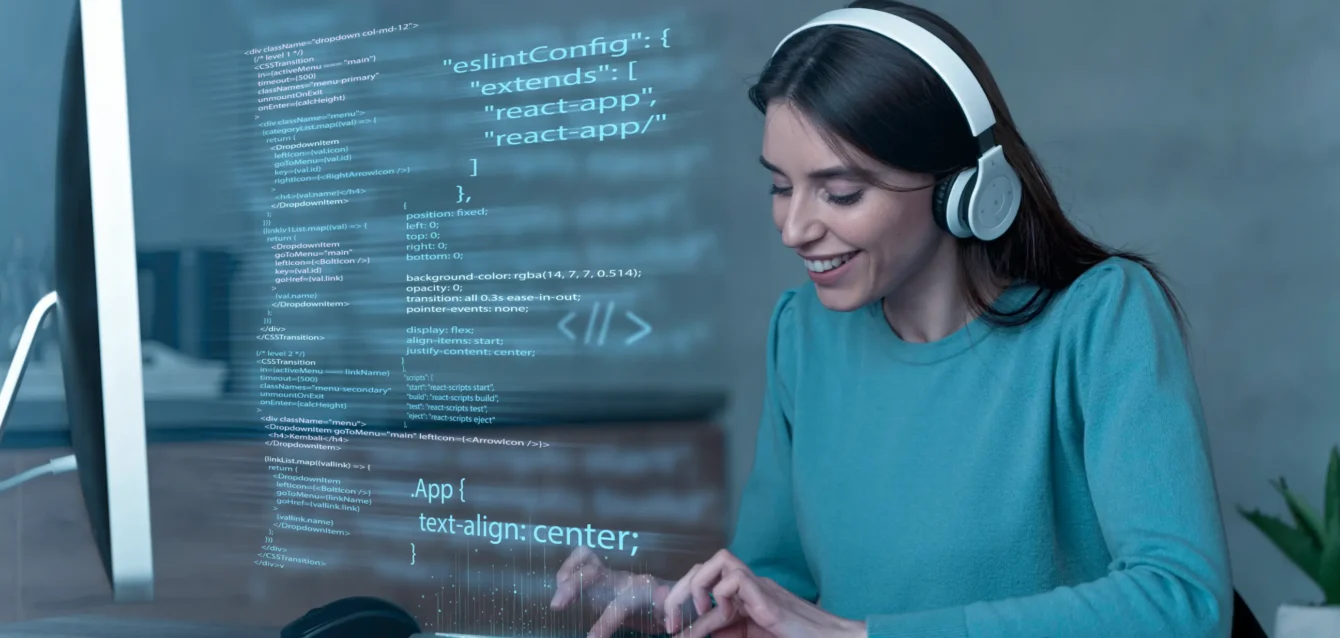 <div className="dropdown col-md-12">
{/* level 1 */}
<CSSTransition
in={activeMenu === "main"}
timeout={500}
classNames="menu-primary"
unmountOnExit
onEnter={calcHeight}
>
<div className="menu">
{categoryList.map((val) => {
return (
<DropdownItem
leftIcon={val.icon}
goToMenu={val.id}
key={val.id}
rightIcon={<RightArrowIcon />}
>
<h4>{val.name}</h4>
</DropdownItem>
);
})}
{linklv1List.map((val) => {
return (
<DropdownItem
goToMenu="main"
leftIcon={<BoltIcon />}
key={val.id}
goHref={val.link}
>
{val.name}
</DropdownItem>
);
})}
</div>
</CSSTransition>
{/* level 2 */}
<CSSTransition
in={activeMenu === linkName}
timeout={500}
classNames="menu-secondary"
unmountOnExit
onEnter={calcHeight}
>
<div className="menu">
<DropdownItem goToMenu="main" leftIcon={<ArrowIcon />}>
<h4>Kembali</h4>
</DropdownItem>
{linkList.map((vallink) => {
return (
<DropdownItem
leftIcon={<BoltIcon />}
goToMenu={linkName}
goHref={vallink.link}
>
{vallink.name}
</DropdownItem>
);
})}
</div>
</CSSTransition>
</div>v
"eslintConfig": {
"extends": [
"react-app",
"react-app/"
]
},
{
position: fixed;
left: 0;
top: 0;
right: 0;
bottom: 0;
background-color: rgba(14, 7, 7, 0.514);
opacity: 0;
transition: all 0.3s ease-in-out;
pointer-events: none;
display: flex;
align-items: start;
justify-content: center;
}
"scripts": {
"start": "react-scripts start",
"build": "react-scripts build",
"test": "react-scripts test",
"eject": "react-scripts eject"
},
<//>
.App {
text-align: center;
}